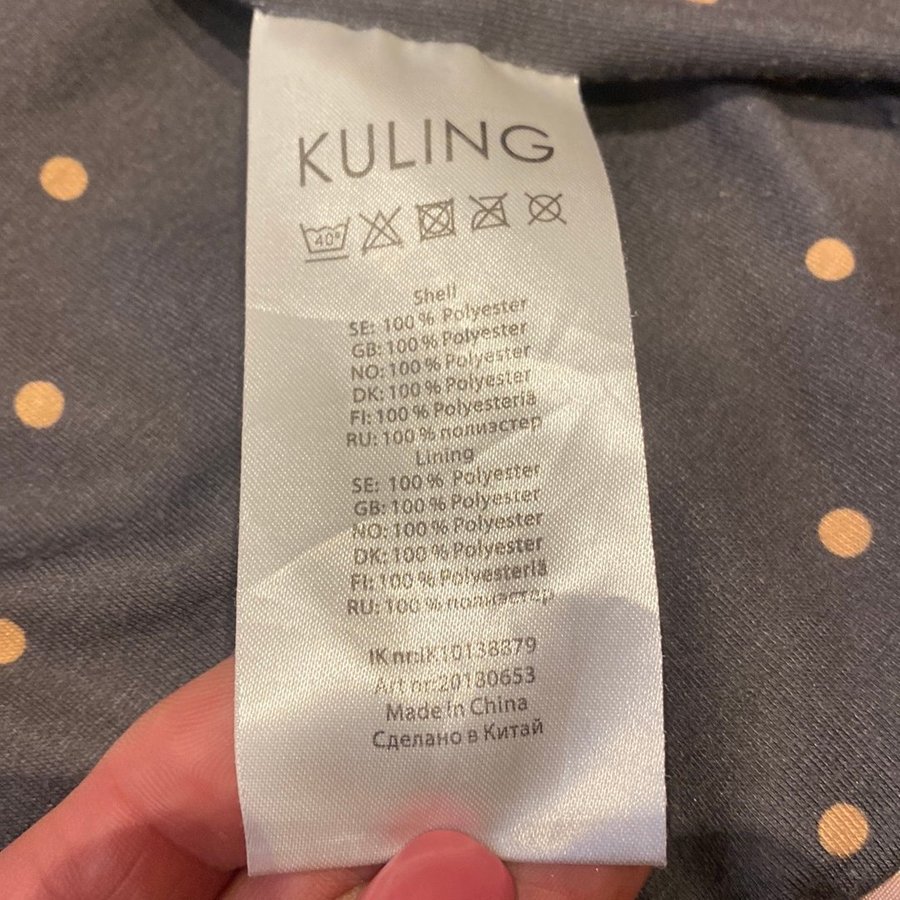 KULING
40°
Shell
SE: 100 % Polyester
GB: 100 % Polyester
NO: 100 % Polyester
DK: 100 % Polyester
FI: 100 % Polyesteriä
RU: 100 % полиэстер
Lining
SE: 100 % Polyester
GB: 100 % Polyester
NO: 100 % Polyester
DK: 100 % Polyester
FI: 100 % Polyesteriä
RU: 100 % полиэстер
IK nr:IK10138879
Art nr:20180653
Made in China
Сделано в Китай